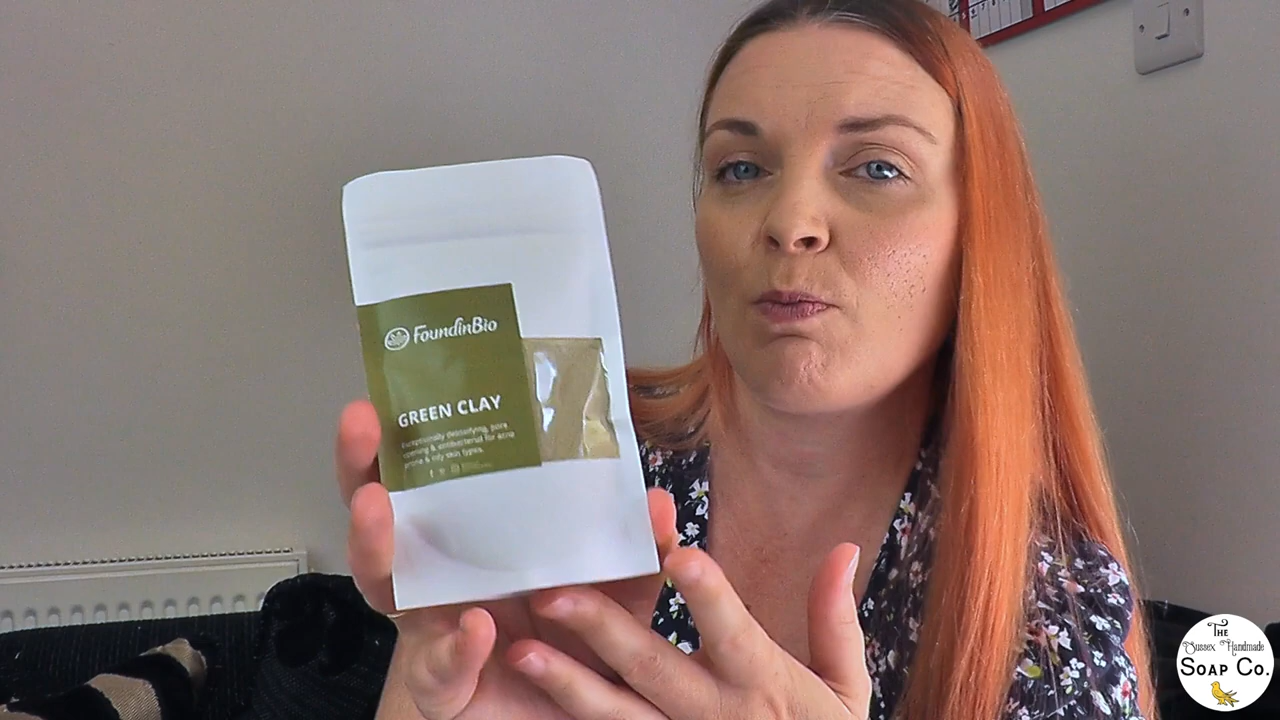 FoundinBio
GREEN CLAY
Exceptionally detoxifying, pore
opening & antibacterial for acne
prone & oily skin types.
THE
Sussex Handmade
SOAP CO.